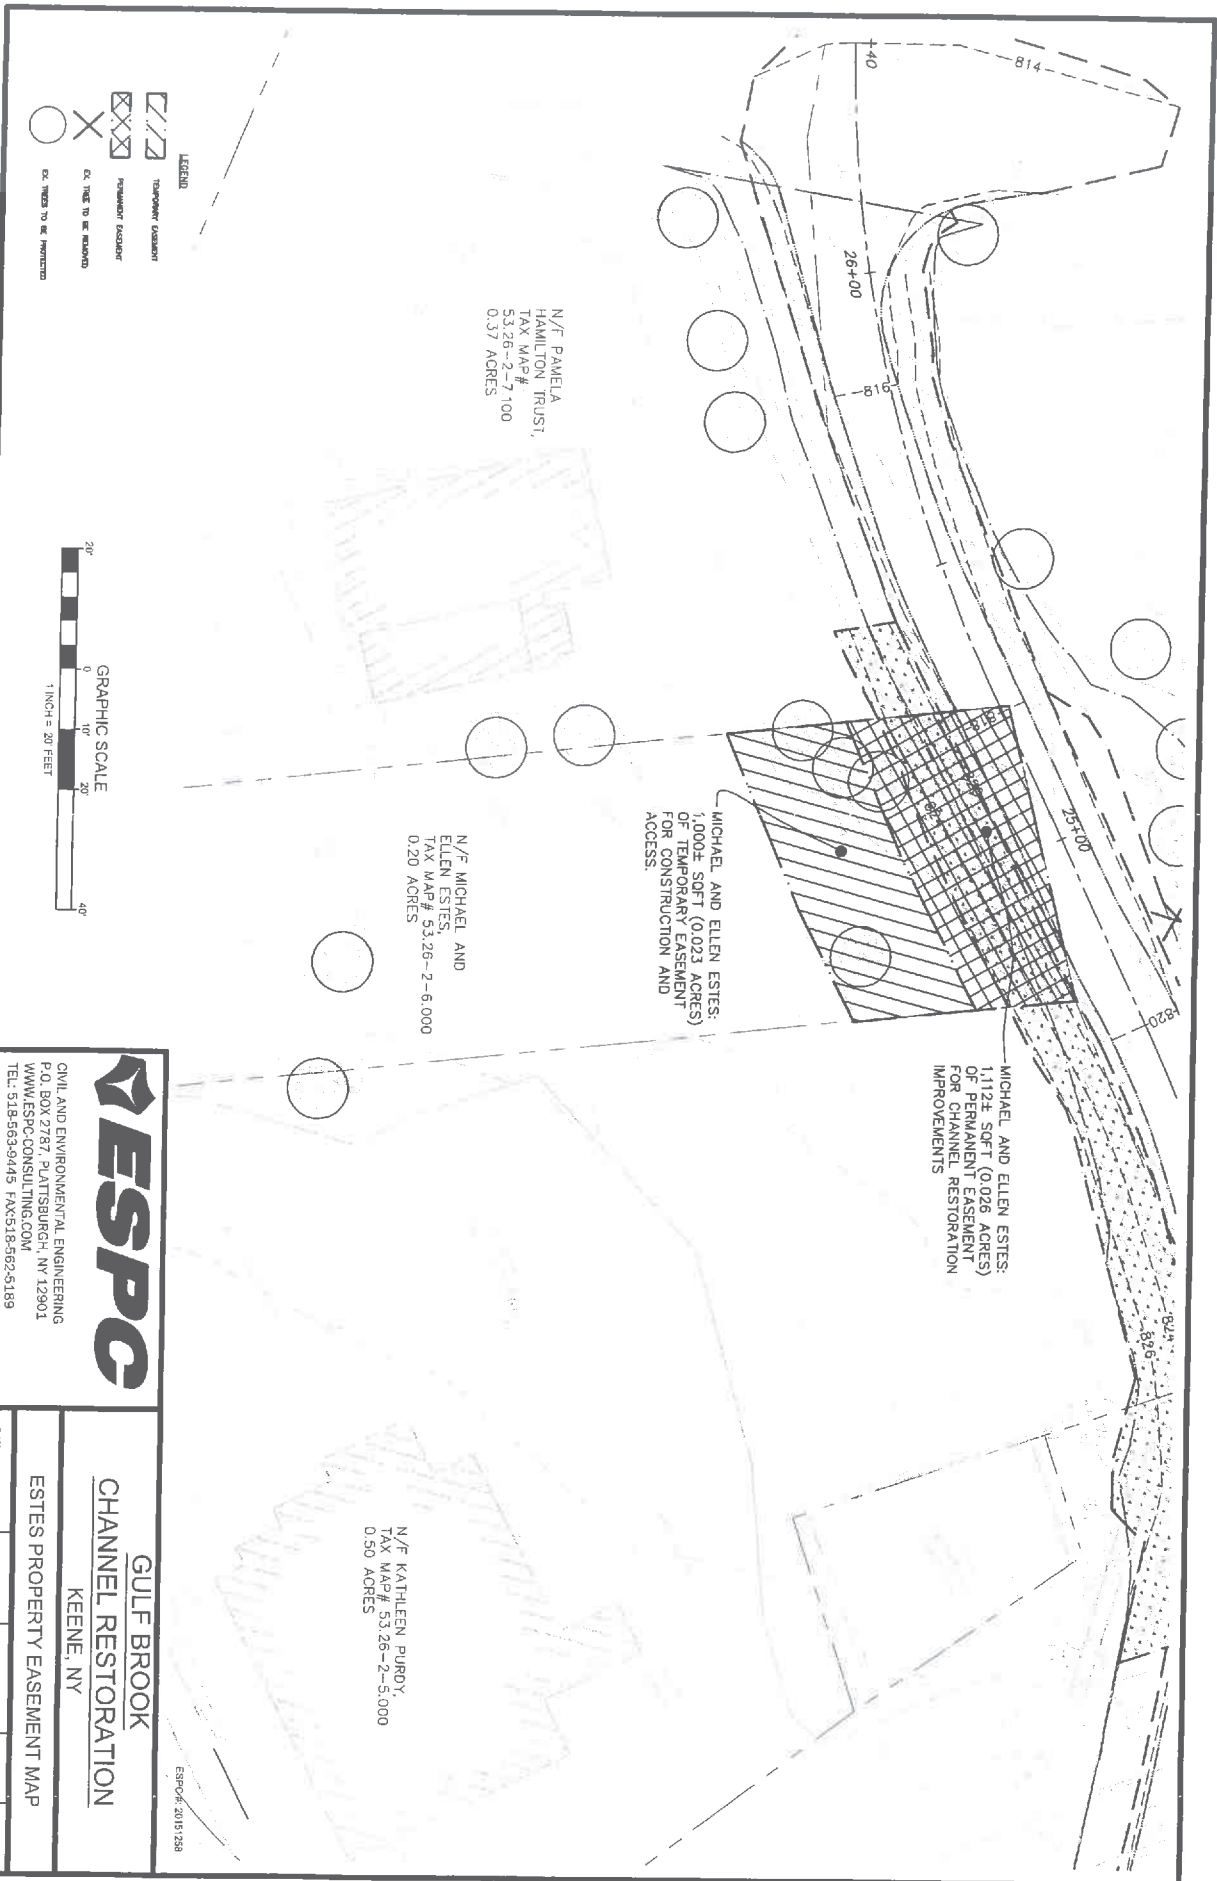 40
814
26+00
816
818
820
822
25+00
820
824
826
LEGEND
TEMPORARY EASEMENT
PERMANENT EASEMENT
EX. TREE TO BE REMOVED
EX. TREES TO BE PROTECTED
N/F PAMELA
HAMILTON TRUST,
TAX MAP#
53.26-2-7.100
0.37 ACRES
MICHAEL AND ELLEN ESTES:
1,000± SQFT (0.023 ACRES)
OF TEMPORARY EASEMENT
FOR CONSTRUCTION AND
ACCESS.
MICHAEL AND ELLEN ESTES:
1,112± SQFT (0.026 ACRES)
OF PERMANENT EASEMENT
FOR CHANNEL RESTORATION
IMPROVEMENTS
N/F MICHAEL AND
ELLEN ESTES,
TAX MAP# 53.26-2-6.000
0.20 ACRES
N/F KATHLEEN PURDY,
TAX MAP# 53.26-2-5.000
0.50 ACRES
GRAPHIC SCALE
20' 0 10' 20' 40'
1 INCH = 20 FEET
ESPC
CIVIL AND ENVIRONMENTAL ENGINEERING
P.O. BOX 2787, PLATTSBURGH, NY 12901
WWW.ESPC-CONSULTING.COM
TEL: 518-563-9445 FAX:518-562-5189
ESPC#: 20151258
GULF BROOK
CHANNEL RESTORATION
KEENE, NY
ESTES PROPERTY EASEMENT MAP